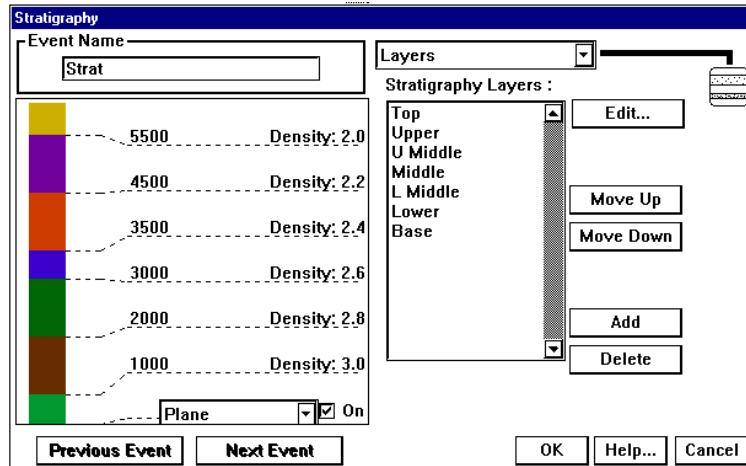 Stratigraphy
Event Name
Strat
5500 Density: 2.0
4500 Density: 2.2
3500 Density: 2.4
3000 Density: 2.6
2000 Density: 2.8
1000 Density: 3.0
Plane On
Layers
Stratigraphy Layers :
Top
Upper
U Middle
Middle
L Middle
Lower
Base
Edit...
Move Up
Move Down
Add
Delete
Previous Event Next Event OK Help... Cancel